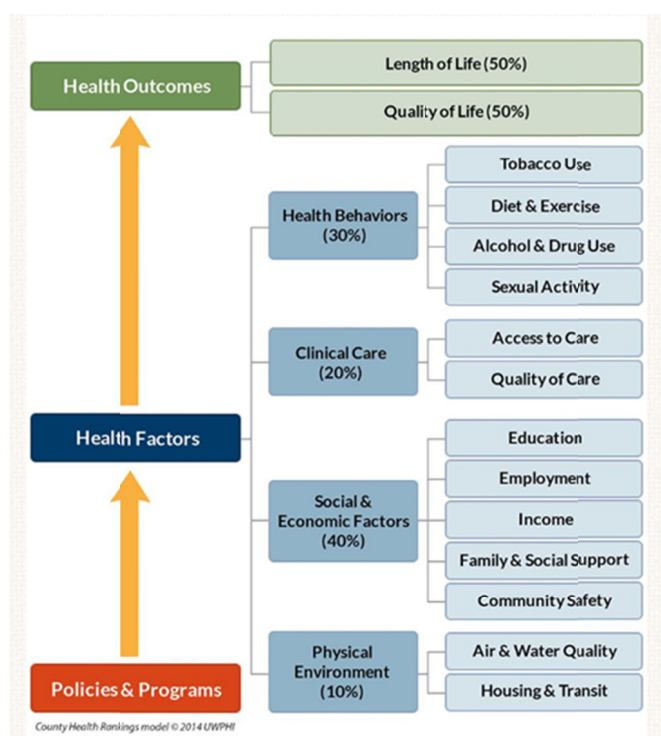 Health Outcomes
Length of Life (50%)
Quality of Life (50%)
Health Behaviors
(30%)
Tobacco Use
Diet & Exercise
Alcohol & Drug Use
Sexual Activity
Clinical Care
(20%)
Access to Care
Quality of Care
Health Factors
Social &
Economic Factors
(40%)
Education
Employment
Income
Family & Social Support
Community Safety
Physical
Environment
(10%)
Air & Water Quality
Housing & Transit
Policies & Programs
County Health Rankings model © 2014 UWPHI